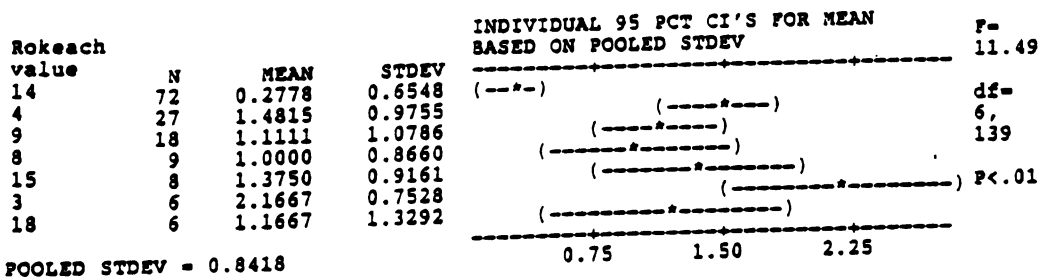 INDIVIDUAL 95 PCT CI'S FOR MEAN F=
Rokeach BASED ON POOLED STDEV 11.49
value N MEAN STDEV ---------+---------+---------+-------
14 72 0.2778 0.6548 (--*-) df=
4 27 1.4815 0.9755 (----*---) 6,
9 18 1.1111 1.0786 (----*----) 139
8 9 1.0000 0.8660 (-------*-------)
15 8 1.3750 0.9161 (-------*-------) P<.01
3 6 2.1667 0.7528 (---------*--------)
18 6 1.1667 1.3292 (---------*--------)
---------+---------+---------+-------
POOLED STDEV = 0.8418 0.75 1.50 2.25